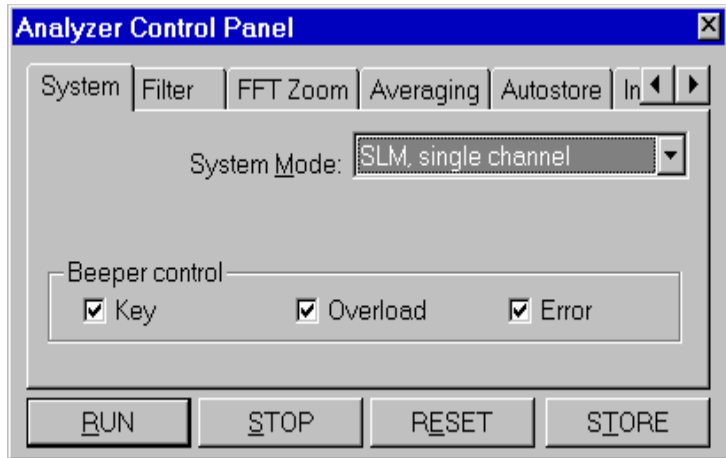 Analyzer Control Panel
System Filter FFT Zoom Averaging Autostore In
System Mode: SLM, single channel
Beeper control
Key Overload Error
RUN STOP RESET STORE